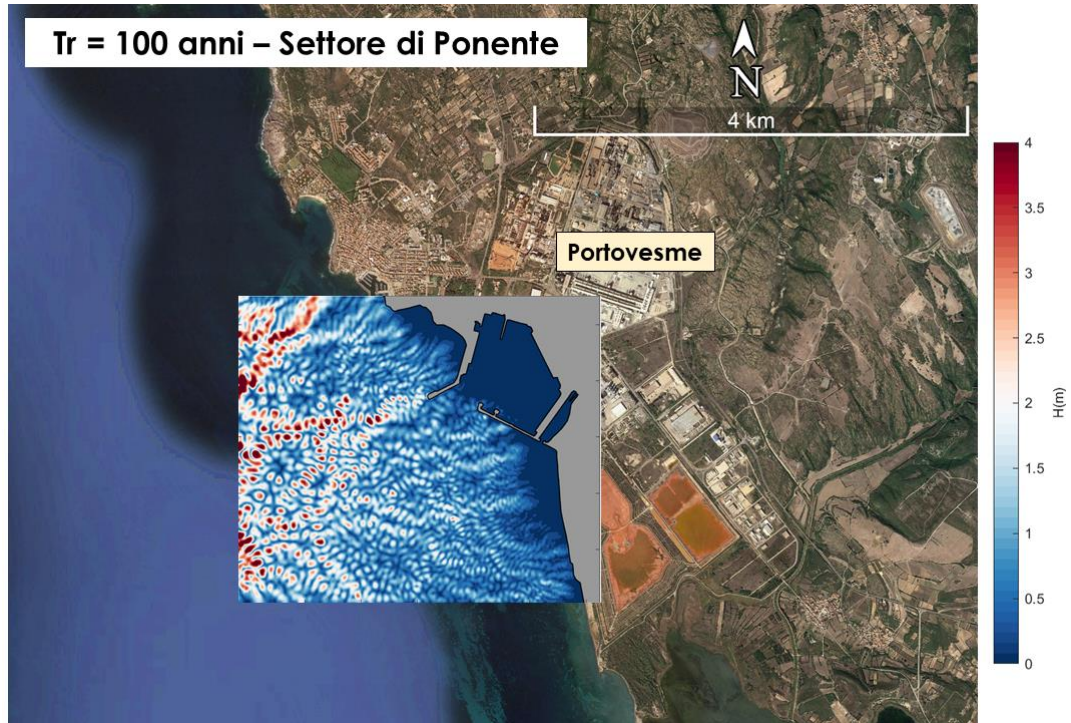 Tr = 100 anni – Settore di Ponente
N
4 km
Portovesme
4
3.5
3
2.5
2
1.5
1
0.5
0
H(m)